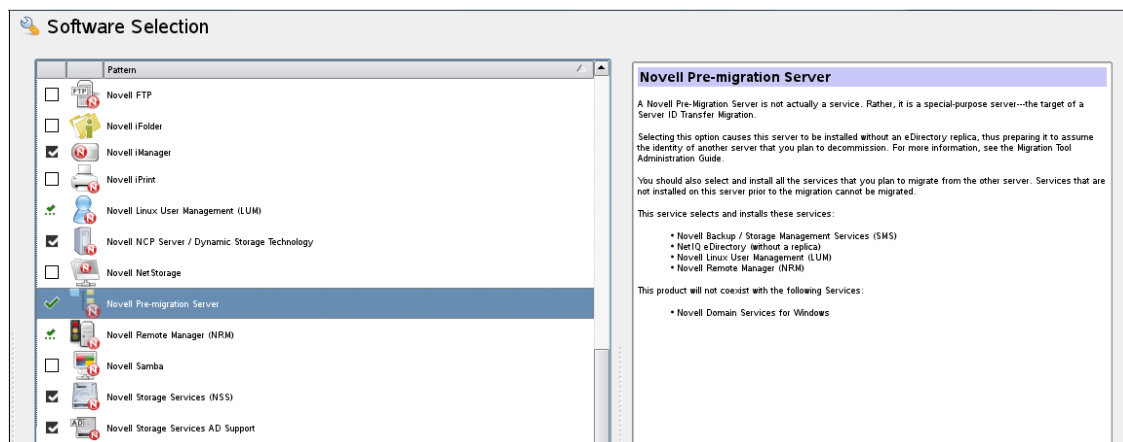 Software Selection
Pattern
FTP
Novell FTP
Novell iFolder
Novell iManager
Novell iPrint
Novell Linux User Management (LUM)
Novell NCP Server / Dynamic Storage Technology
Novell NetStorage
Novell Pre-migration Server
Novell Remote Manager (NRM)
Novell Samba
Novell Storage Services (NSS)
AD
Novell Storage Services AD Support
Novell Pre-migration Server
A Novell Pre-Migration Server is not actually a service. Rather, it is a special-purpose server---the target of a
Server ID Transfer Migration.
Selecting this option causes this server to be installed without an eDirectory replica, thus preparing it to assume
the identity of another server that you plan to decommission. For more information, see the Migration Tool
Administration Guide.
You should also select and install all the services that you plan to migrate from the other server. Services that are
not installed on this server prior to the migration cannot be migrated.
This service selects and installs these services:
• Novell Backup / Storage Management Services (SMS)
• NetIQ eDirectory (without a replica)
• Novell Linux User Management (LUM)
• Novell Remote Manager (NRM)
This product will not coexist with the following Services:
• Novell Domain Services for Windows